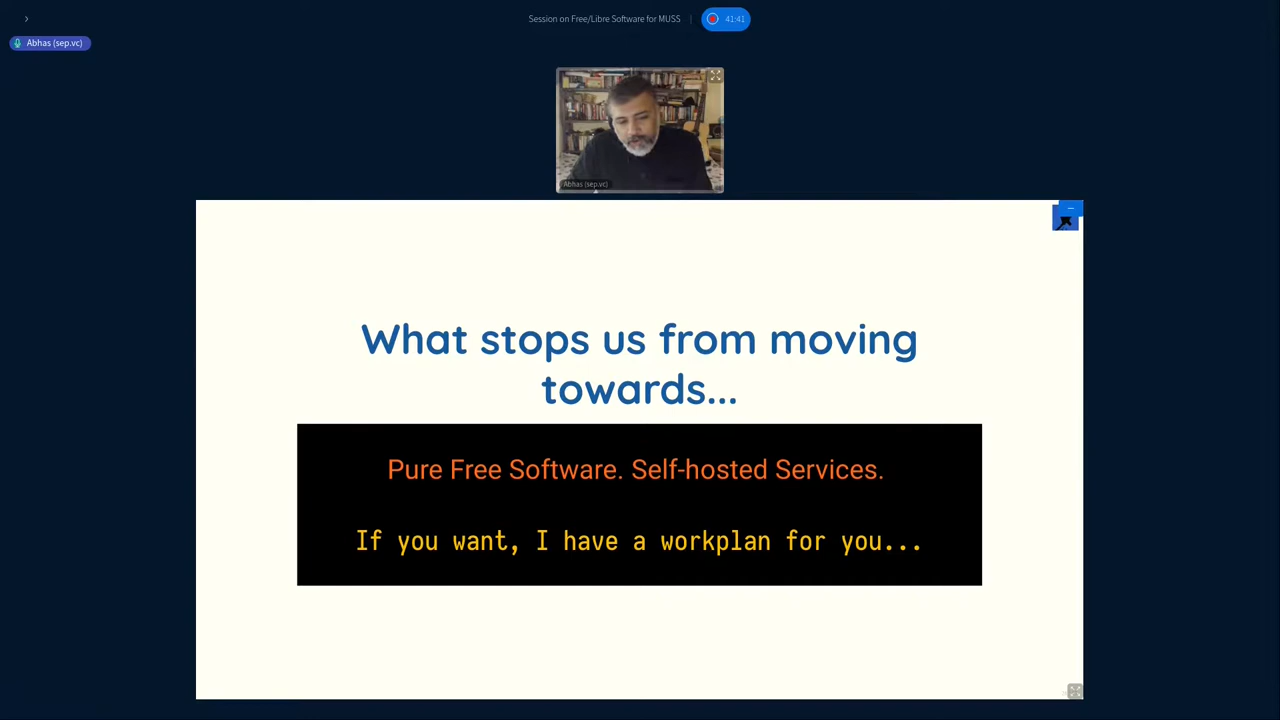 Session on Free/Libre Software for MUSS
41:41
Abhas (sep.vc)
Abhas (sep.vc)
What stops us from moving
towards...
Pure Free Software. Self-hosted Services.
If you want, I have a workplan for you...